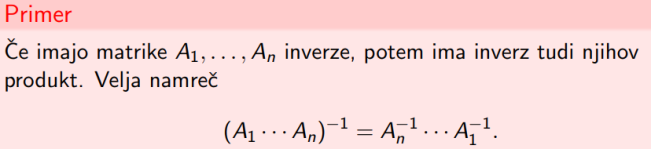 Primer
Če imajo matrike A₁, . . . , Aₙ inverze, potem ima inverz tudi njihov
produkt. Velja namreč
(A₁ ⋯ Aₙ)⁻¹ = Aₙ⁻¹ ⋯ A₁⁻¹.